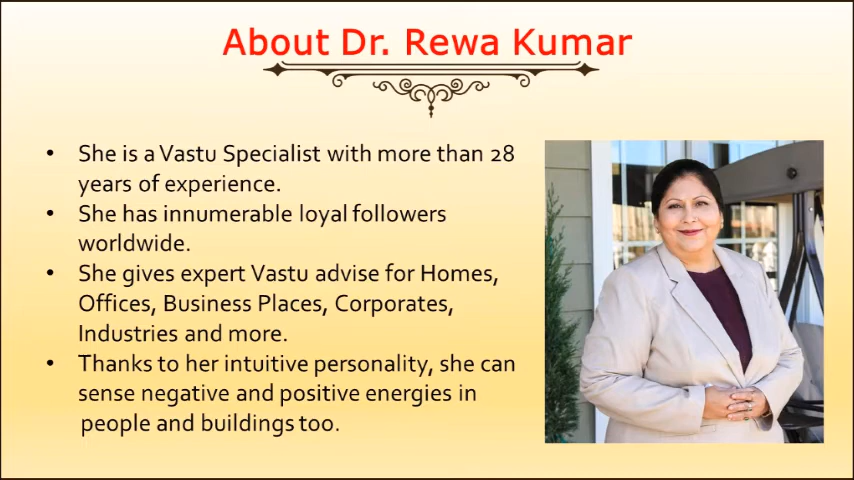 About Dr. Rewa Kumar
• She is a Vastu Specialist with more than 28
years of experience.
• She has innumerable loyal followers
worldwide.
• She gives expert Vastu advise for Homes,
Offices, Business Places, Corporates,
Industries and more.
• Thanks to her intuitive personality, she can
sense negative and positive energies in
people and buildings too.